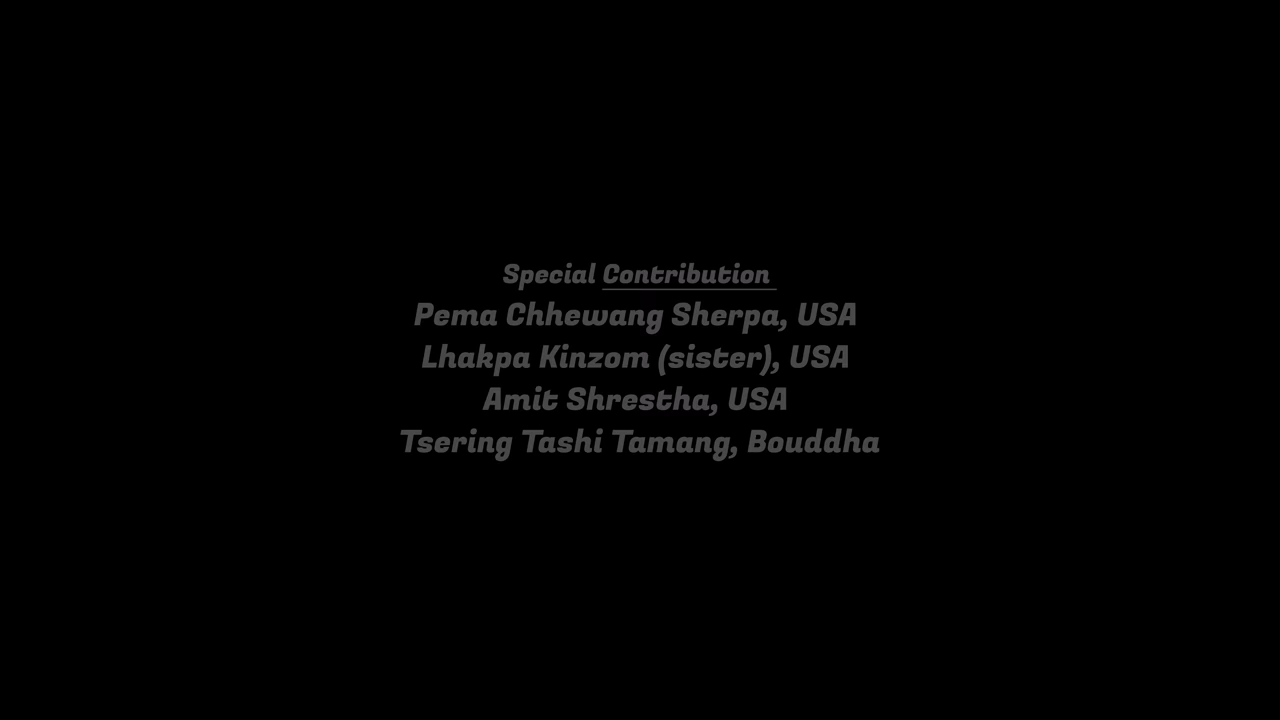 Special Contribution
Pema Chhewang Sherpa, USA
Lhakpa Kinzom (sister), USA
Amit Shrestha, USA
Tsering Tashi Tamang, Bouddha